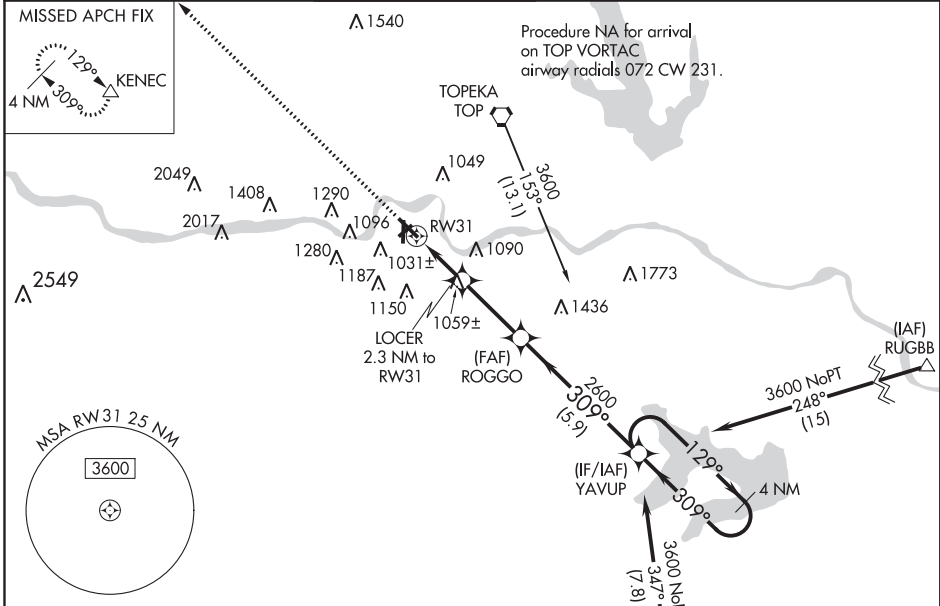 MISSED APCH FIX
129°
KENEC
4 NM
309°
1540
Procedure NA for arrival
on TOP VORTAC
airway radials 072 CW 231.
TOPEKA
TOP
3600
153°
(13.1)
1049
2049
1408
1290
2017
1096
RW31
1280
1031±
1090
1187
1773
2549
1150
1059±
1436
LOCER
2.3 NM to
RW31
(FAF)
ROGGO
(IAF)
RUGBB
3600 NoPT
248°
(15)
2600
309°
(5.9)
MSA RW31 25 NM
3600
(IF/IAF)
YAVUP
129°
4 NM
309°
3600
347°
(7.8)